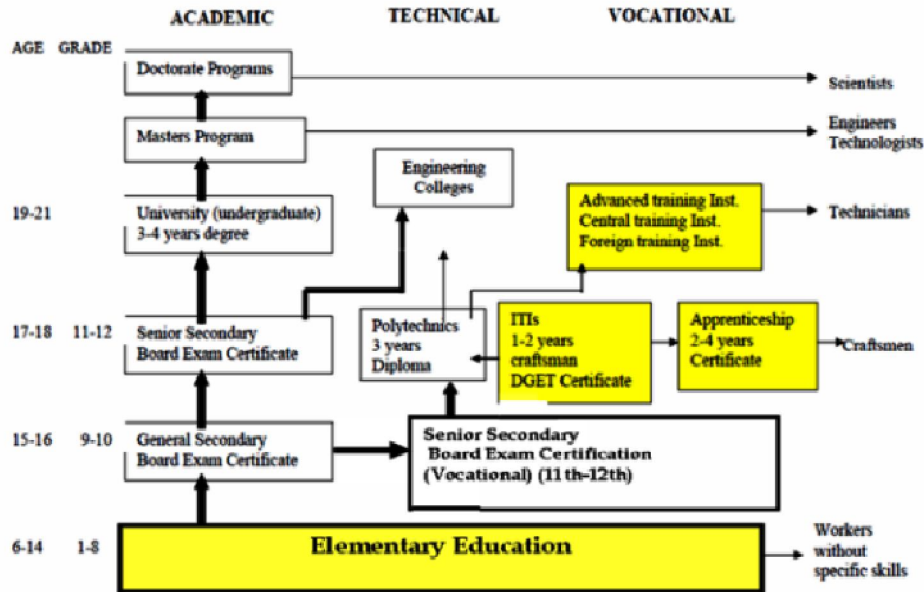 ACADEMIC TECHNICAL VOCATIONAL
AGE GRADE
Doctorate Programs
Scientists
Masters Program
Engineers
Technologists
Engineering
Colleges
19-21
University (undergraduate)
3-4 years degree
Advanced training Inst.
Central training Inst.
Foreign training Inst.
Technicians
17-18 11-12
Senior Secondary
Board Exam Certificate
Polytechnics
3 years
Diploma
ITIs
1-2 years
craftsman
DGET Certificate
Apprenticeship
2-4 years
Certificate
Craftsmen
15-16 9-10
General Secondary
Board Exam Certificate
Senior Secondary
Board Exam Certification
(Vocational) (11th-12th)
6-14 1-8
Elementary Education
Workers
without
specific skills